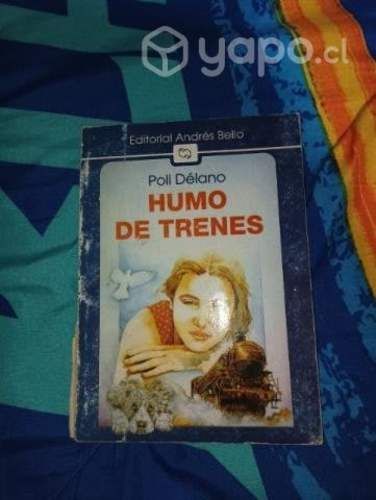 yapo.cl
Editorial Andrés Bello
Poli Délano
HUMO
DE TRENES